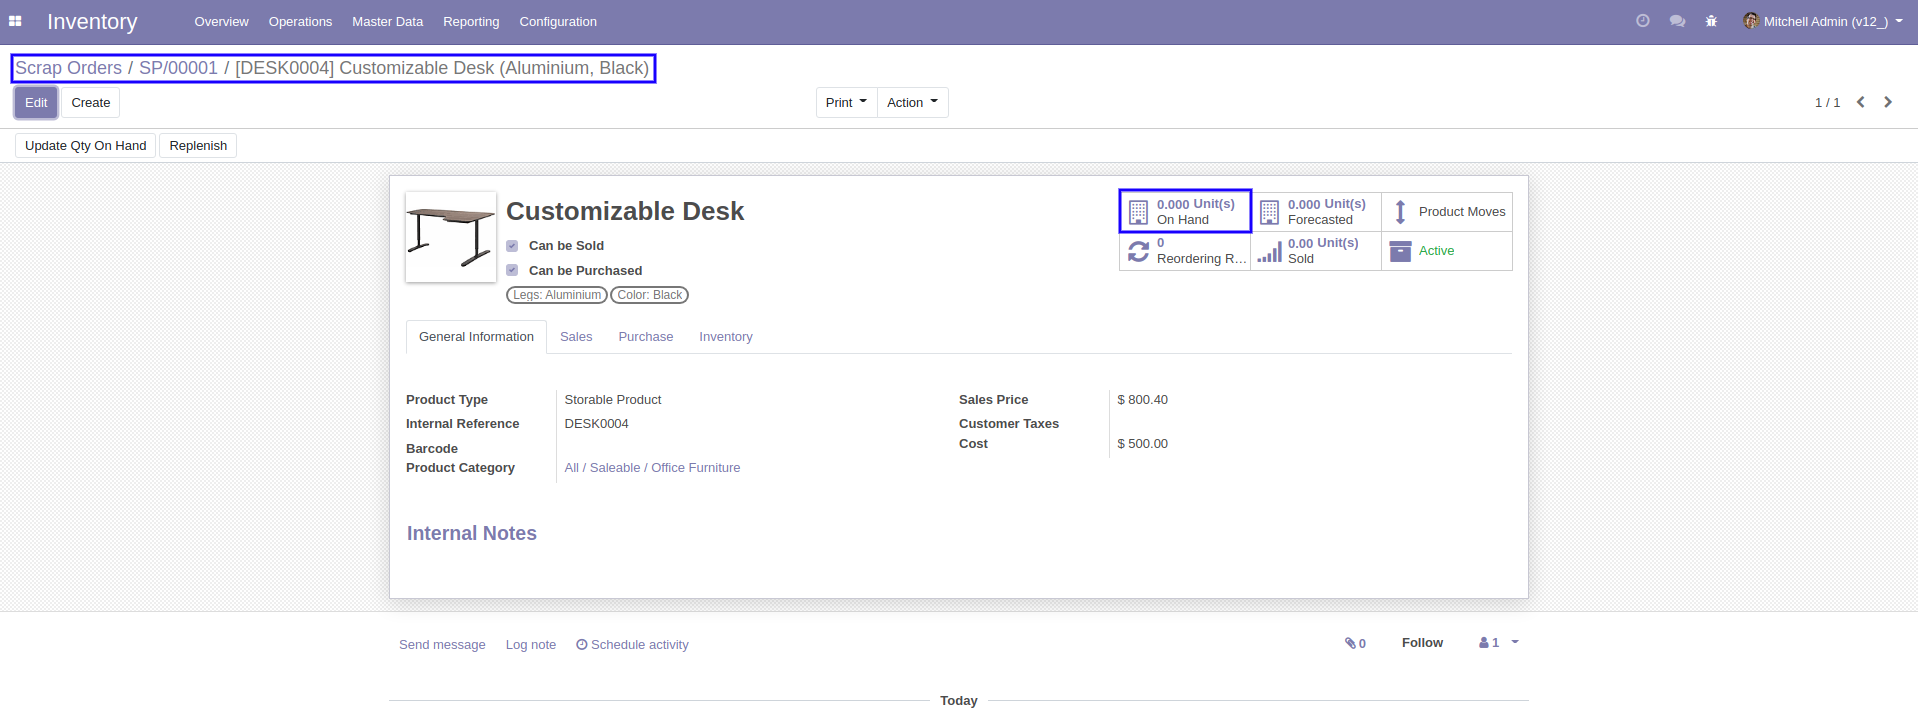 Inventory Overview Operations Master Data Reporting Configuration Mitchell Admin (v12_)
Scrap Orders / SP/00001 / [DESK0004] Customizable Desk (Aluminium, Black)
Edit Create Print Action 1 / 1
Update Qty On Hand Replenish
Customizable Desk
Can be Sold
Can be Purchased
Legs: Aluminium Color: Black
0.000 Unit(s)
On Hand
0.000 Unit(s)
Forecasted
Product Moves
0
Reordering R...
0.00 Unit(s)
Sold
Active
General Information Sales Purchase Inventory
Product Type Storable Product
Internal Reference DESK0004
Barcode
Product Category All / Saleable / Office Furniture
Sales Price $ 800.40
Customer Taxes
Cost $ 500.00
Internal Notes
Send message Log note Schedule activity 0 Follow 1
Today